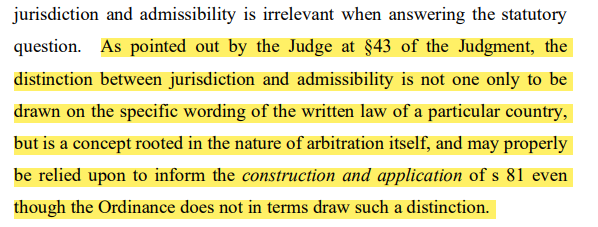 jurisdiction and admissibility is irrelevant when answering the statutory
question. As pointed out by the Judge at §43 of the Judgment, the
distinction between jurisdiction and admissibility is not one only to be
drawn on the specific wording of the written law of a particular country,
but is a concept rooted in the nature of arbitration itself, and may properly
be relied upon to inform the construction and application of s 81 even
though the Ordinance does not in terms draw such a distinction.